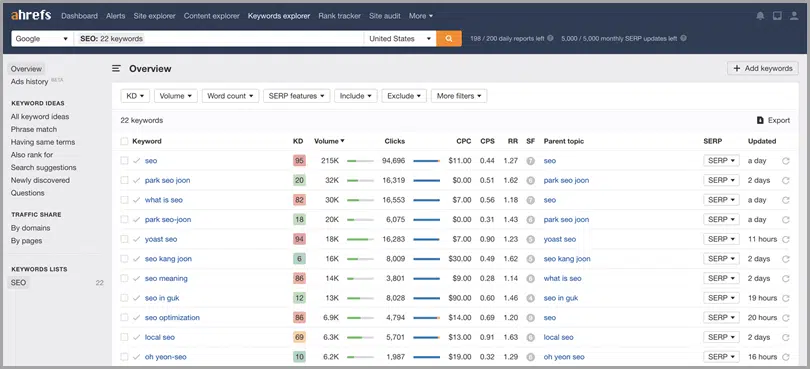 ahrefs Dashboard Alerts Site explorer Content explorer Keywords explorer Rank tracker Site audit More
Google SEO: 22 keywords United States 198 / 200 daily reports left 5,000 / 5,000 monthly SERP updates left
Overview
Ads history BETA
KEYWORD IDEAS
All keyword ideas
Phrase match
Having same terms
Also rank for
Search suggestions
Newly discovered
Questions
TRAFFIC SHARE
By domains
By pages
KEYWORDS LISTS
SEO 22
Overview + Add keywords
KD Volume Word count SERP features Include Exclude More filters
22 keywords Export
Keyword KD Volume Clicks CPC CPS RR SF Parent topic SERP Updated
seo 95 215K 94,696 $11.00 0.44 1.27 7 seo SERP a day
park seo joon 20 32K 16,319 $0.00 0.51 1.62 park seo joon SERP 2 days
what is seo 82 30K 16,553 $7.00 0.56 1.18 7 seo SERP a day
park seo-joon 18 20K 6,075 $0.00 0.31 1.43 park seo joon SERP a day
yoast seo 94 18K 16,283 $7.00 0.90 1.23 yoast seo SERP 11 hours
seo kang joon 6 16K 8,009 $30.00 0.49 1.62 seo kang joon SERP 2 days
seo meaning 86 14K 3,801 $9.00 0.28 1.14 what is seo SERP 2 days
seo in guk 12 13K 8,028 $90.00 0.60 1.46 seo in guk SERP 19 hours
seo optimization 86 6.9K 4,794 $14.00 0.69 1.20 seo SERP 20 hours
local seo 69 6.3K 5,701 $13.00 0.91 1.63 local seo SERP 2 days
oh yeon-seo 10 6.2K 1,987 $19.00 0.32 1.29 oh yeon seo SERP 16 hours